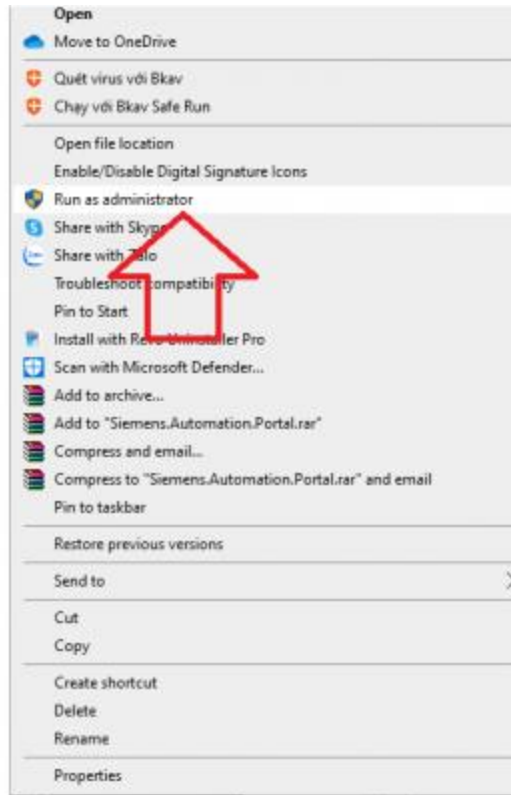 Open
Move to OneDrive
Quét virus với Bkav
Chạy với Bkav Safe Run
Open file location
Enable/Disable Digital Signature Icons
Run as administrator
Share with Skype
Share with Zalo
Troubleshoot compatibility
Pin to Start
Install with Revo Uninstaller Pro
Scan with Microsoft Defender...
Add to archive...
Add to "Siemens.Automation.Portal.rar"
Compress and email...
Compress to "Siemens.Automation.Portal.rar" and email
Pin to taskbar
Restore previous versions
Send to
Cut
Copy
Create shortcut
Delete
Rename
Properties